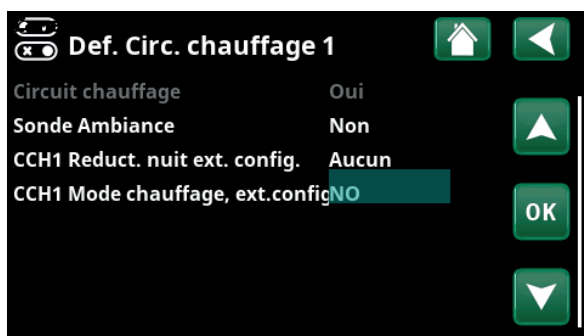 Def. Circ. chauffage 1
Circuit chauffage Oui
Sonde Ambiance Non
CCH1 Reduct. nuit ext. config. Aucun
CCH1 Mode chauffage, ext.config NO
OK